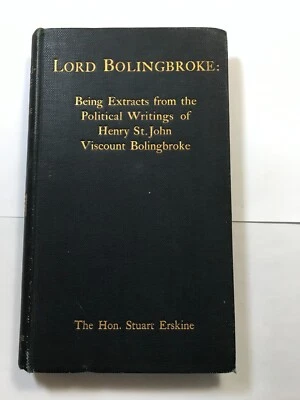 LORD BOLINGBROKE:
Being Extracts from the
Political Writings of
Henry St. John
Viscount Bolingbroke
The Hon. Stuart Erskine